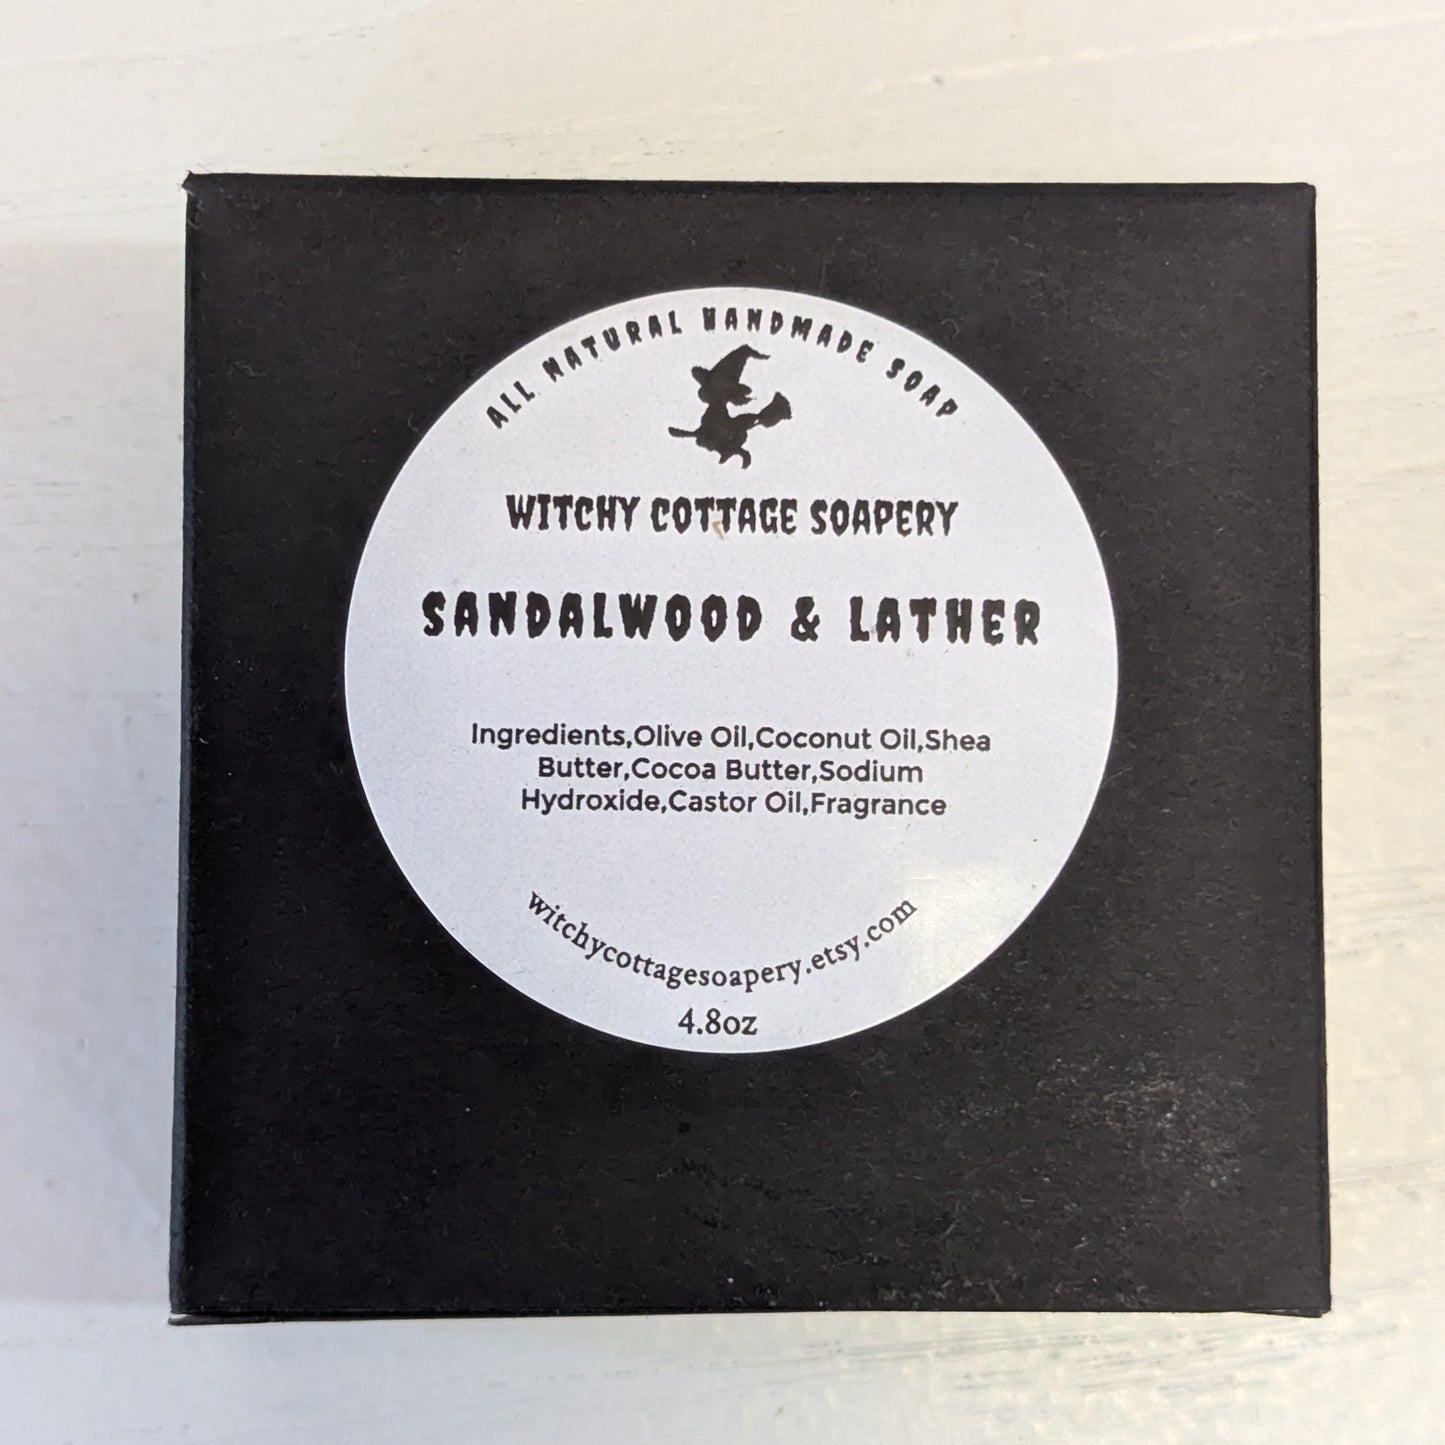 ALL NATURAL HANDMADE SOAP
WITCHY COTTAGE SOAPERY
SANDALWOOD & LATHER
Ingredients,Olive Oil,Coconut Oil,Shea
Butter,Cocoa Butter,Sodium
Hydroxide,Castor Oil,Fragrance
witchycottagesoapery.etsy.com
4.8oz